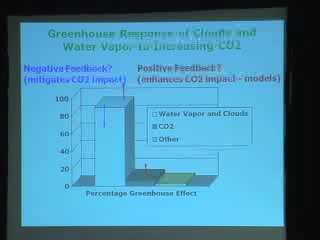 Greenhouse Response of Clouds and
Water Vapor to Increasing CO2
Negative Feedback?
(mitigates CO2 impact)
Positive Feedback?
(enhances CO2 impact - models)
100
80
60
40
20
0
Water Vapor and Clouds
CO2
Other
Percentage Greenhouse Effect